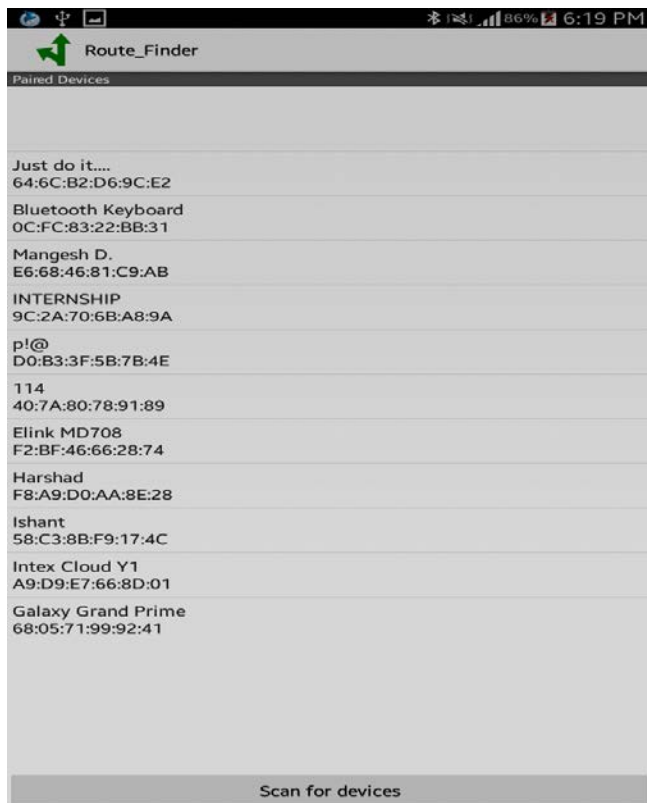 86% 6:19 PM
Route_Finder
Paired Devices
Just do it....
64:6C:B2:D6:9C:E2
Bluetooth Keyboard
0C:FC:83:22:BB:31
Mangesh D.
E6:68:46:81:C9:AB
INTERNSHIP
9C:2A:70:6B:A8:9A
p!@
D0:B3:3F:5B:7B:4E
114
40:7A:80:78:91:89
Elink MD708
F2:BF:46:66:28:74
Harshad
F8:A9:D0:AA:8E:28
Ishant
58:C3:8B:F9:17:4C
Intex Cloud Y1
A9:D9:E7:66:8D:01
Galaxy Grand Prime
68:05:71:99:92:41
Scan for devices